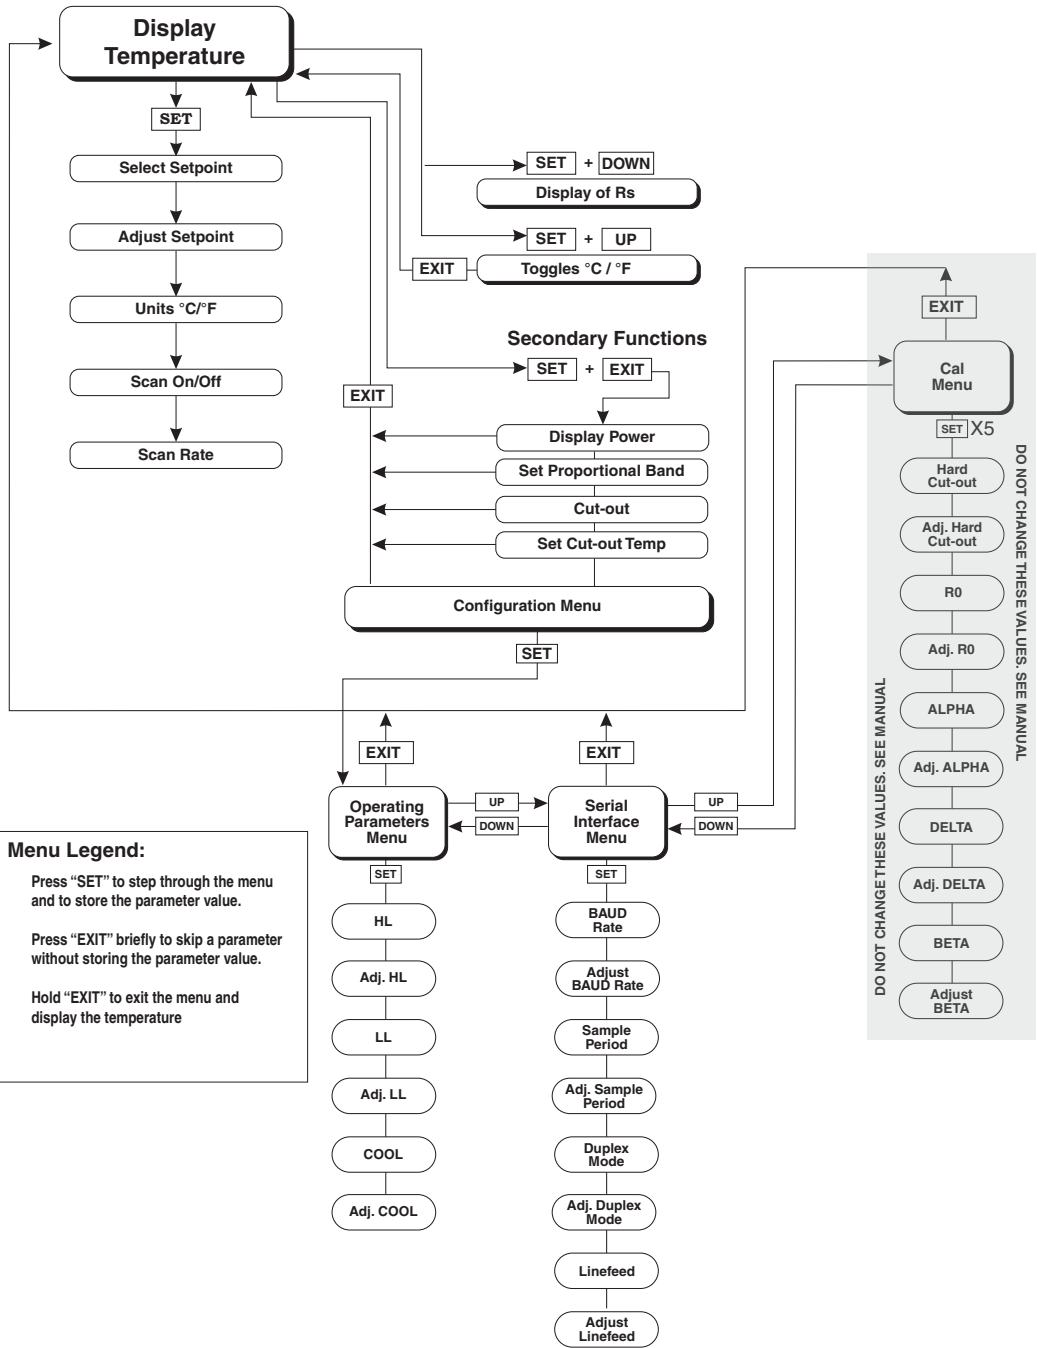 Display
Temperature
SET
Select Setpoint
Adjust Setpoint
Units °C/°F
Scan On/Off
Scan Rate
SET + DOWN
Display of Rs
SET + UP
EXIT
Toggles °C / °F
Secondary Functions
SET + EXIT
EXIT
Display Power
Set Proportional Band
Cut-out
Set Cut-out Temp
Configuration Menu
SET
EXIT
Operating
Parameters
Menu
UP
DOWN
SET
HL
Adj. HL
LL
Adj. LL
COOL
Adj. COOL
EXIT
Serial
Interface
Menu
UP
DOWN
SET
BAUD
Rate
Adjust
BAUD Rate
Sample
Period
Adj. Sample
Period
Duplex
Mode
Adj. Duplex
Mode
Linefeed
Adjust
Linefeed
EXIT
Cal
Menu
SET X5
Hard
Cut-out
Adj. Hard
Cut-out
R0
Adj. R0
ALPHA
Adj. ALPHA
DELTA
Adj. DELTA
BETA
Adjust
BETA
DO NOT CHANGE THESE VALUES. SEE MANUAL
DO NOT CHANGE THESE VALUES. SEE MANUAL
Menu Legend:
Press “SET” to step through the menu
and to store the parameter value.
Press “EXIT” briefly to skip a parameter
without storing the parameter value.
Hold “EXIT” to exit the menu and
display the temperature